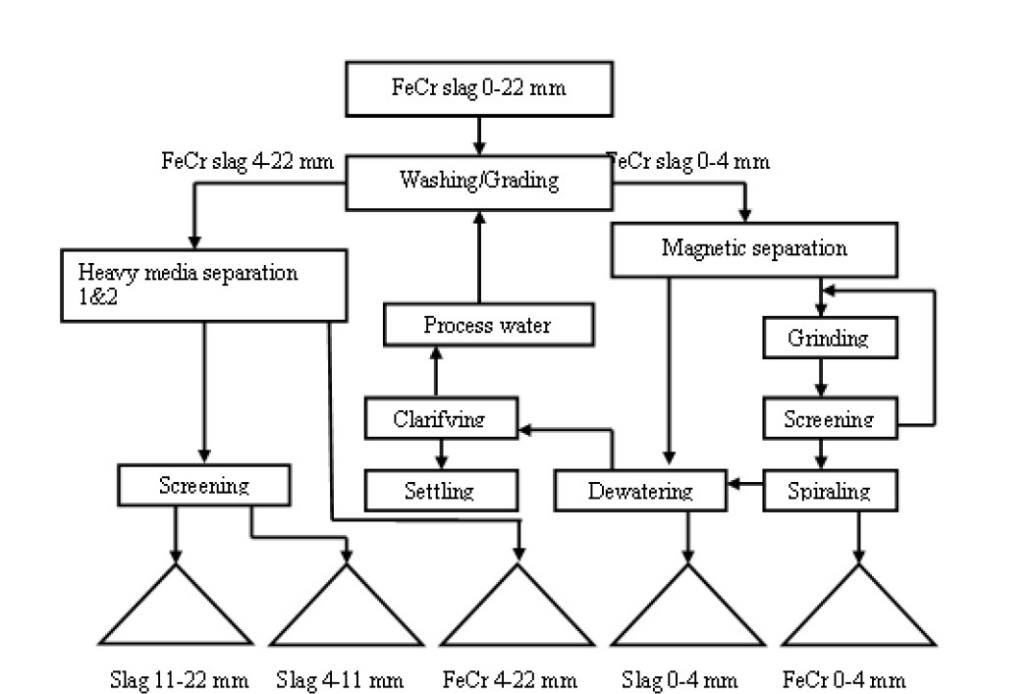 FeCr slag 0-22 mm
FeCr slag 4-22 mm
FeCr slag 0-4 mm
Washing/Grading
Magnetic separation
Heavy media separation
1&2
Process water
Grinding
Clarifying
Screening
Screening
Settling
Dewatering
Spiraling
Slag 11-22 mm
Slag 4-11 mm
FeCr 4-22 mm
Slag 0-4 mm
FeCr 0-4 mm